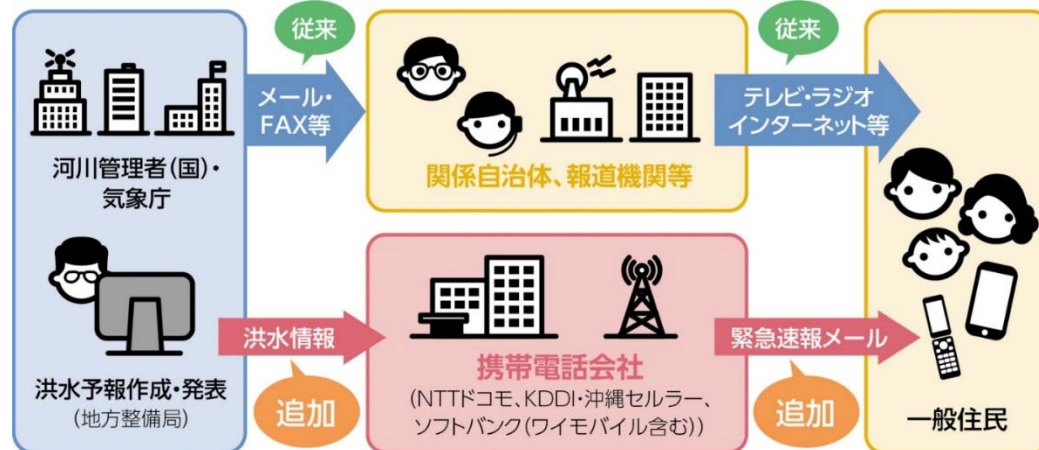 従来
従来
メール・
FAX等
テレビ・ラジオ
インターネット等
河川管理者(国)・
気象庁
関係自治体、報道機関等
洪水情報
緊急速報メール
携帯電話会社
(NTTドコモ、KDDI・沖縄セルラー、
ソフトバンク(ワイモバイル含む))
洪水予報作成・発表
(地方整備局)
追加
追加
一般住民